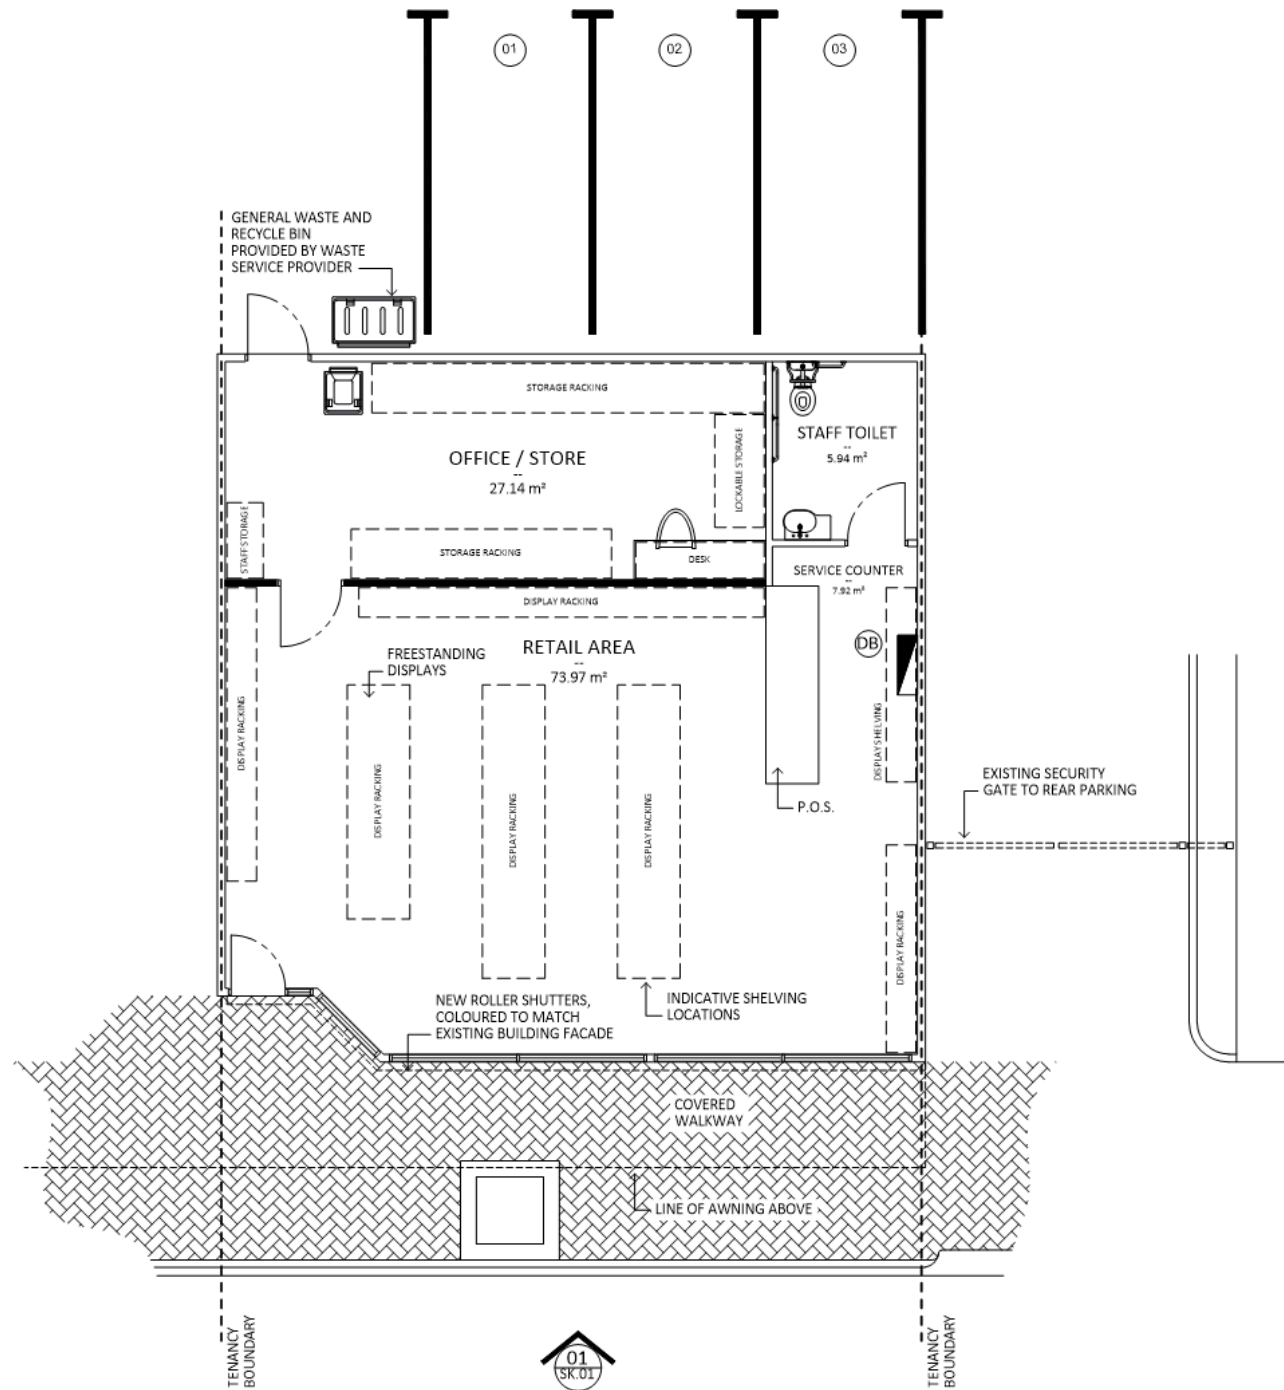 01
02
03
GENERAL WASTE AND
RECYCLE BIN
PROVIDED BY WASTE
SERVICE PROVIDER
STORAGE RACKING
OFFICE / STORE
--
27.14 m²
LOCKABLE STORAGE
STAFF TOILET
--
5.94 m²
STAFF STORAGE
STORAGE RACKING
DESK
SERVICE COUNTER
--
7.92 m²
DISPLAY RACKING
RETAIL AREA
--
73.97 m²
FREESTANDING
DISPLAYS
DB
DISPLAY RACKING
DISPLAY RACKING
DISPLAY RACKING
DISPLAY RACKING
DISPLAY SHELVING
P.O.S.
EXISTING SECURITY
GATE TO REAR PARKING
DISPLAY RACKING
NEW ROLLER SHUTTERS,
COLOURED TO MATCH
EXISTING BUILDING FACADE
INDICATIVE SHELVING
LOCATIONS
COVERED
WALKWAY
LINE OF AWNING ABOVE
TENANCY
BOUNDARY
01
SK.01
TENANCY
BOUNDARY